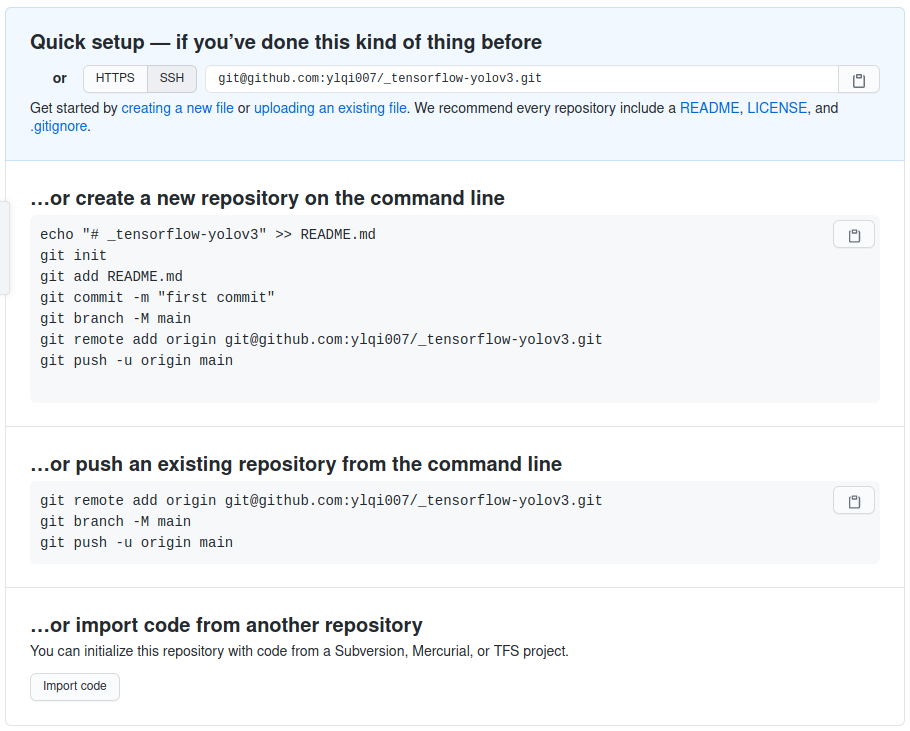 Quick setup — if you’ve done this kind of thing before
or HTTPS SSH git@github.com:ylqi007/_tensorflow-yolov3.git
Get started by creating a new file or uploading an existing file. We recommend every repository include a README, LICENSE, and
.gitignore.
…or create a new repository on the command line
echo "# _tensorflow-yolov3" >> README.md
git init
git add README.md
git commit -m "first commit"
git branch -M main
git remote add origin git@github.com:ylqi007/_tensorflow-yolov3.git
git push -u origin main
…or push an existing repository from the command line
git remote add origin git@github.com:ylqi007/_tensorflow-yolov3.git
git branch -M main
git push -u origin main
…or import code from another repository
You can initialize this repository with code from a Subversion, Mercurial, or TFS project.
Import code